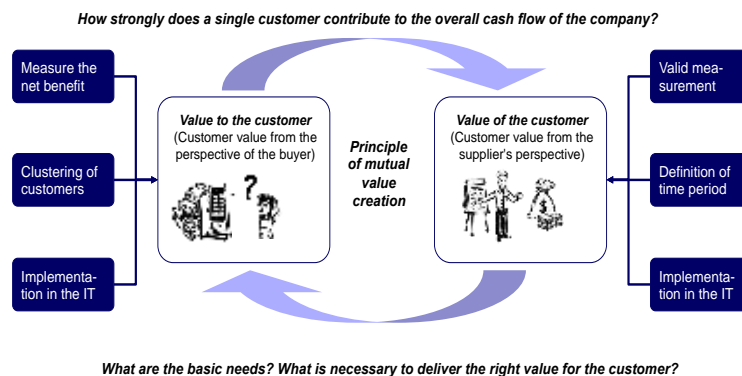 How strongly does a single customer contribute to the overall cash flow of the company?
Measure the
net benefit
Clustering of
customers
Implementa-
tion in the IT
Value to the customer
(Customer value from the
perspective of the buyer)
?
Principle
of mutual
value
creation
Value of the customer
(Customer value from the
supplier's perspective)
$
Valid mea-
surement
Definition of
time period
Implementa-
tion in the IT
What are the basic needs? What is necessary to deliver the right value for the customer?